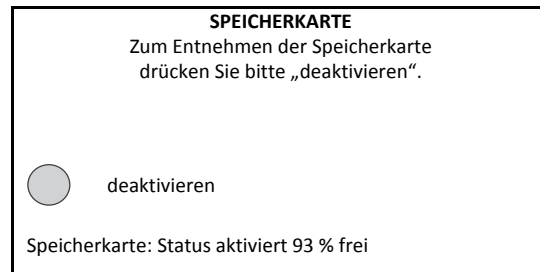 SPEICHERKARTE
Zum Entnehmen der Speicherkarte
drücken Sie bitte „deaktivieren“.
deaktivieren
Speicherkarte: Status aktiviert 93 % frei